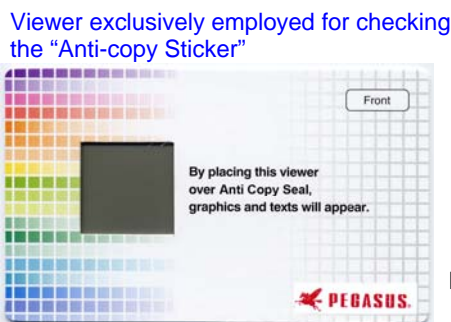 Viewer exclusively employed for checking
the “Anti-copy Sticker”
Front
By placing this viewer
over Anti Copy Seal,
graphics and texts will appear.
PEGASUS.